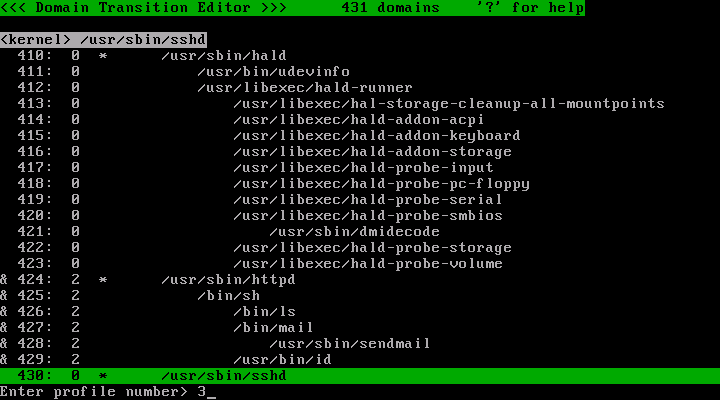 <<< Domain Transition Editor >>>      431 domains    '?' for help
<kernel> /usr/sbin/sshd
  410:  0  *      /usr/sbin/hald
  411:  0             /usr/bin/udevinfo
  412:  0             /usr/libexec/hald-runner
  413:  0                 /usr/libexec/hal-storage-cleanup-all-mountpoints
  414:  0                 /usr/libexec/hald-addon-acpi
  415:  0                 /usr/libexec/hald-addon-keyboard
  416:  0                 /usr/libexec/hald-addon-storage
  417:  0                 /usr/libexec/hald-probe-input
  418:  0                 /usr/libexec/hald-probe-pc-floppy
  419:  0                 /usr/libexec/hald-probe-serial
  420:  0                 /usr/libexec/hald-probe-smbios
  421:  0                     /usr/sbin/dmidecode
  422:  0                 /usr/libexec/hald-probe-storage
  423:  0                 /usr/libexec/hald-probe-volume
& 424:  2  *      /usr/sbin/httpd
& 425:  2             /bin/sh
& 426:  2                 /bin/ls
& 427:  2                 /bin/mail
& 428:  2                     /usr/sbin/sendmail
& 429:  2                 /usr/bin/id
  430:  0  *      /usr/sbin/sshd
Enter profile number> 3_